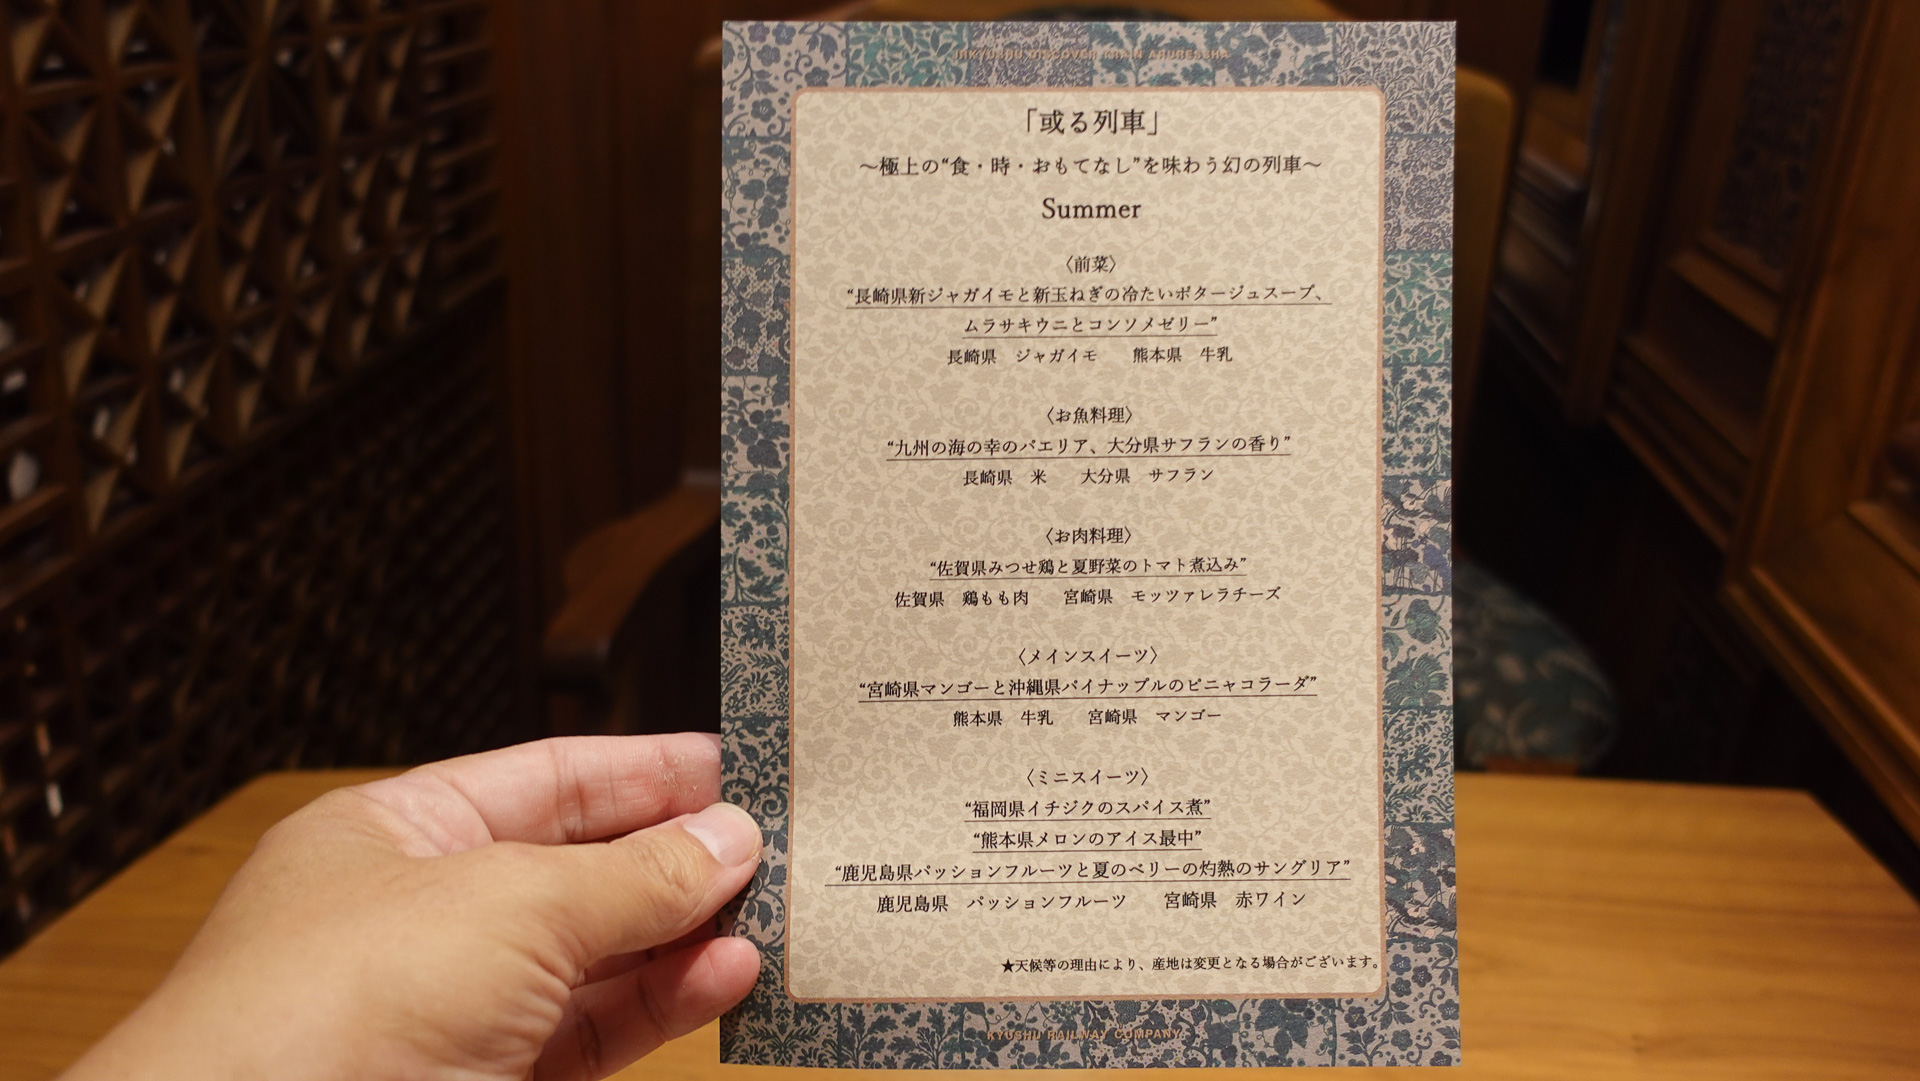 JRKYUSHU DISCOVER TRAIN ARURESSHA
「或る列車」
～極上の“食・時・おもてなし”を味わう幻の列車～
Summer
〈前菜〉
“長崎県新ジャガイモと新玉ねぎの冷たいポタージュスープ、
ムラサキウニとコンソメゼリー”
長崎県　ジャガイモ　　熊本県　牛乳
〈お魚料理〉
“九州の海の幸のパエリア、大分県サフランの香り”
長崎県　米　　大分県　サフラン
〈お肉料理〉
“佐賀県みつせ鶏と夏野菜のトマト煮込み”
佐賀県　鶏もも肉　　宮崎県　モッツァレラチーズ
〈メインスイーツ〉
“宮崎県マンゴーと沖縄県パイナップルのピニャコラーダ”
熊本県　牛乳　　宮崎県　マンゴー
〈ミニスイーツ〉
“福岡県イチジクのスパイス煮”
“熊本県メロンのアイス最中”
“鹿児島県パッションフルーツと夏のベリーの灼熱のサングリア”
鹿児島県　パッションフルーツ　　宮崎県　赤ワイン
★天候等の理由により、産地は変更となる場合がございます。
KYUSHU RAILWAY COMPANY